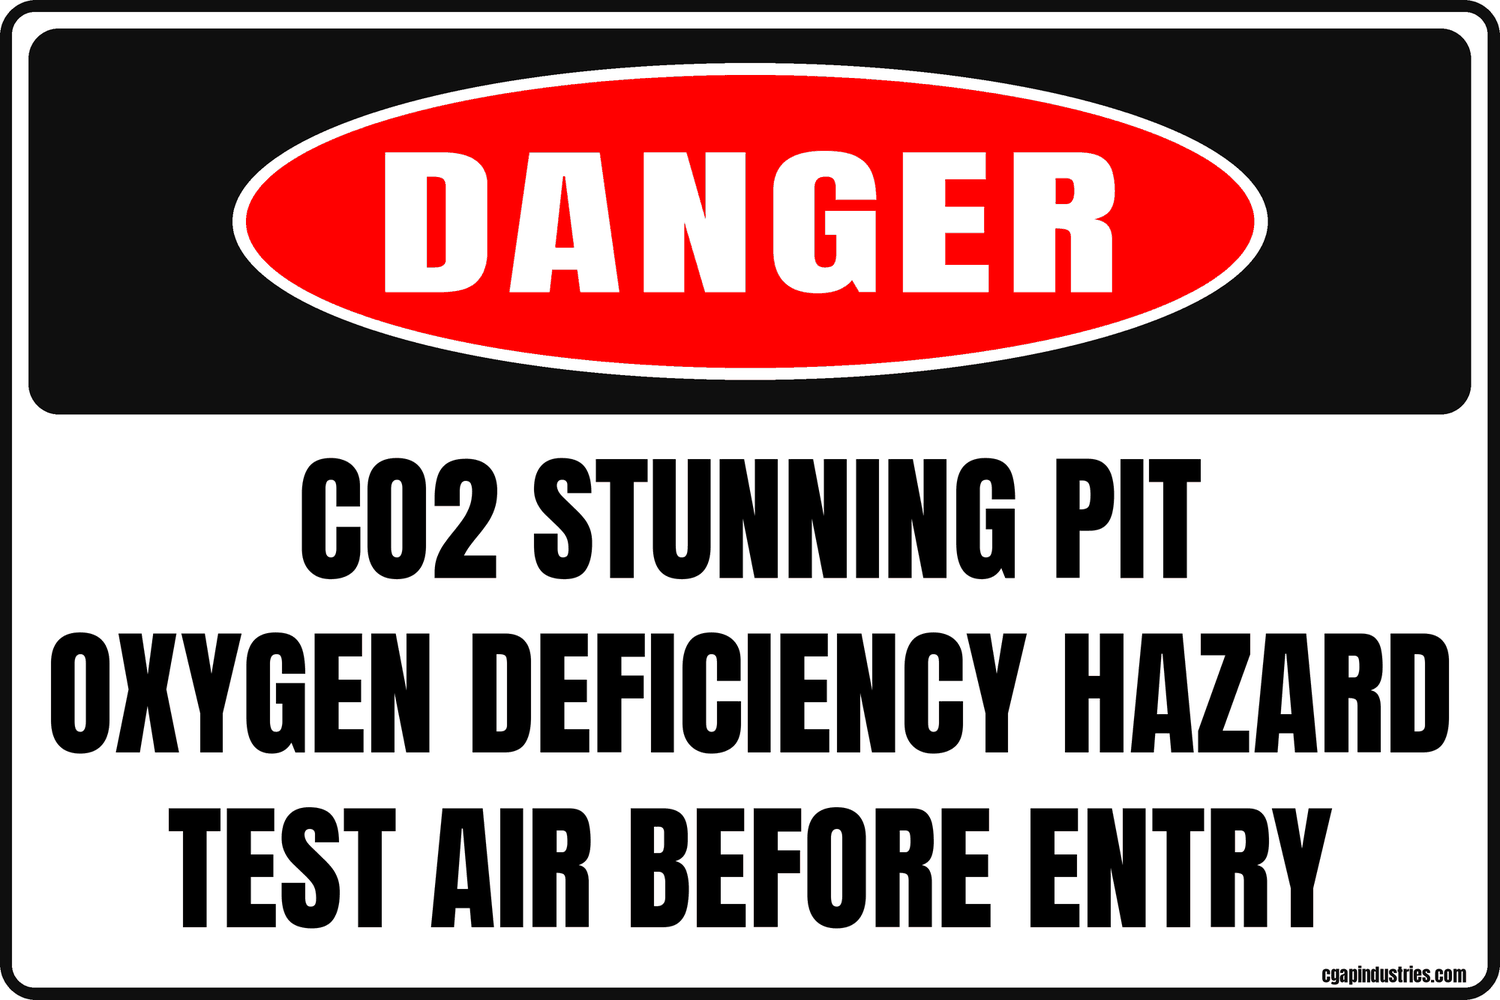 DANGER
CO2 STUNNING PIT
OXYGEN DEFICIENCY HAZARD
TEST AIR BEFORE ENTRY
cgapindustries.com